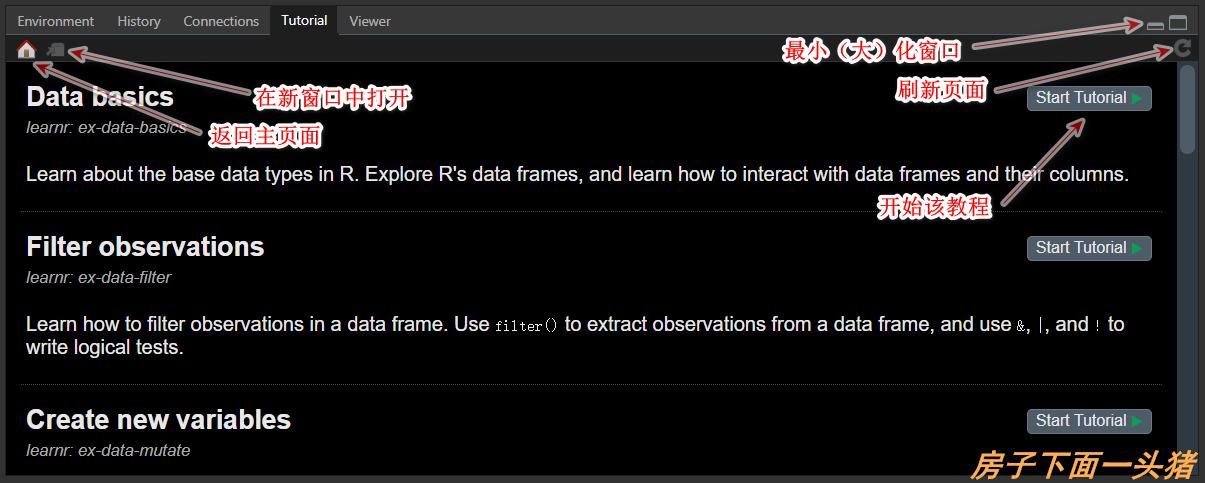 Environment History Connections Tutorial Viewer
最小（大）化窗口
刷新页面
在新窗口中打开
返回主页面
Data basics
Start Tutorial
learnr: ex-data-basics
Learn about the base data types in R. Explore R's data frames, and learn how to interact with data frames and their columns.
开始该教程
Filter observations
Start Tutorial
learnr: ex-data-filter
Learn how to filter observations in a data frame. Use filter() to extract observations from a data frame, and use &, |, and ! to
write logical tests.
Create new variables
Start Tutorial
learnr: ex-data-mutate
房子下面一头猪